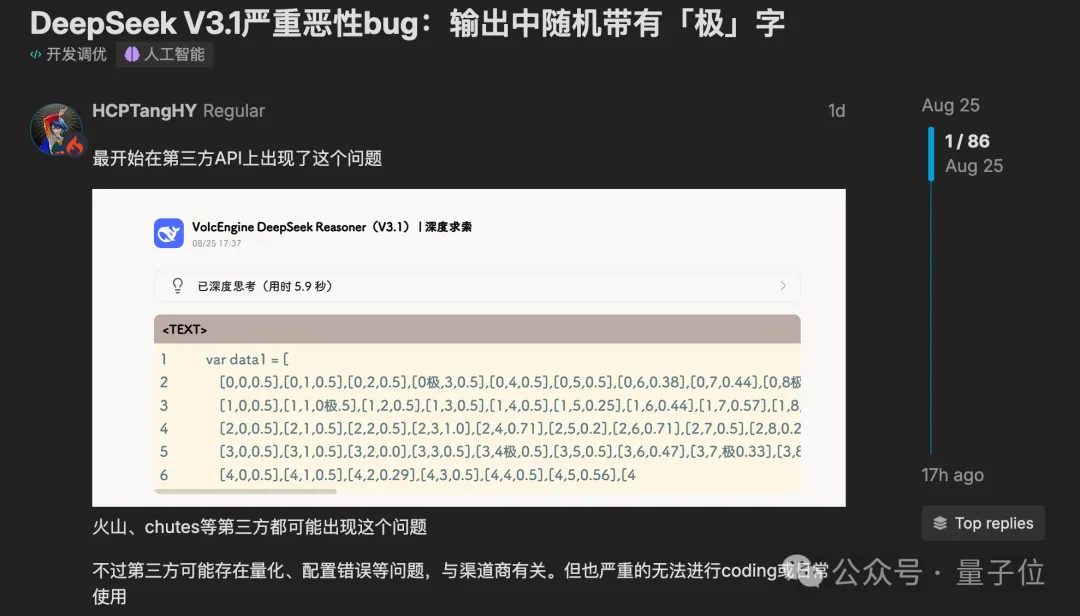 DeepSeek V3.1严重恶性bug：输出中随机带有「极」字
开发调优 人工智能
HCPTangHY Regular
1d
最开始在第三方API上出现了这个问题
VolcEngine DeepSeek Reasoner（V3.1） | 深度求索
08/25 17:37
已深度思考（用时 5.9 秒）
<TEXT>
1 var data1 = [
2 [0,0,0.5],[0,1,0.5],[0,2,0.5],[0极,3,0.5],[0,4,0.5],[0,5,0.5],[0,6,0.38],[0,7,0.44],[0,8极
3 [1,0,0.5],[1,1,0极.5],[1,2,0.5],[1,3,0.5],[1,4,0.5],[1,5,0.25],[1,6,0.44],[1,7,0.57],[1,8,
4 [2,0,0.5],[2,1,0.5],[2,2,0.5],[2,3,1.0],[2,4,0.71],[2,5,0.2],[2,6,0.71],[2,7,0.5],[2,8,0.2
5 [3,0,0.5],[3,1,0.5],[3,2,0.0],[3,3,0.5],[3,4极,0.5],[3,5,0.5],[3,6,0.47],[3,7,极0.33],[3,8
6 [4,0,0.5],[4,1,0.5],[4,2,0.29],[4,3,0.5],[4,4,0.5],[4,5,0.56],[4
火山、chutes等第三方都可能出现这个问题
不过第三方可能存在量化、配置错误等问题，与渠道商有关。但也严重的无法进行coding或日常
使用
Aug 25
1 / 86
Aug 25
17h ago
Top replies
公众号 · 量子位